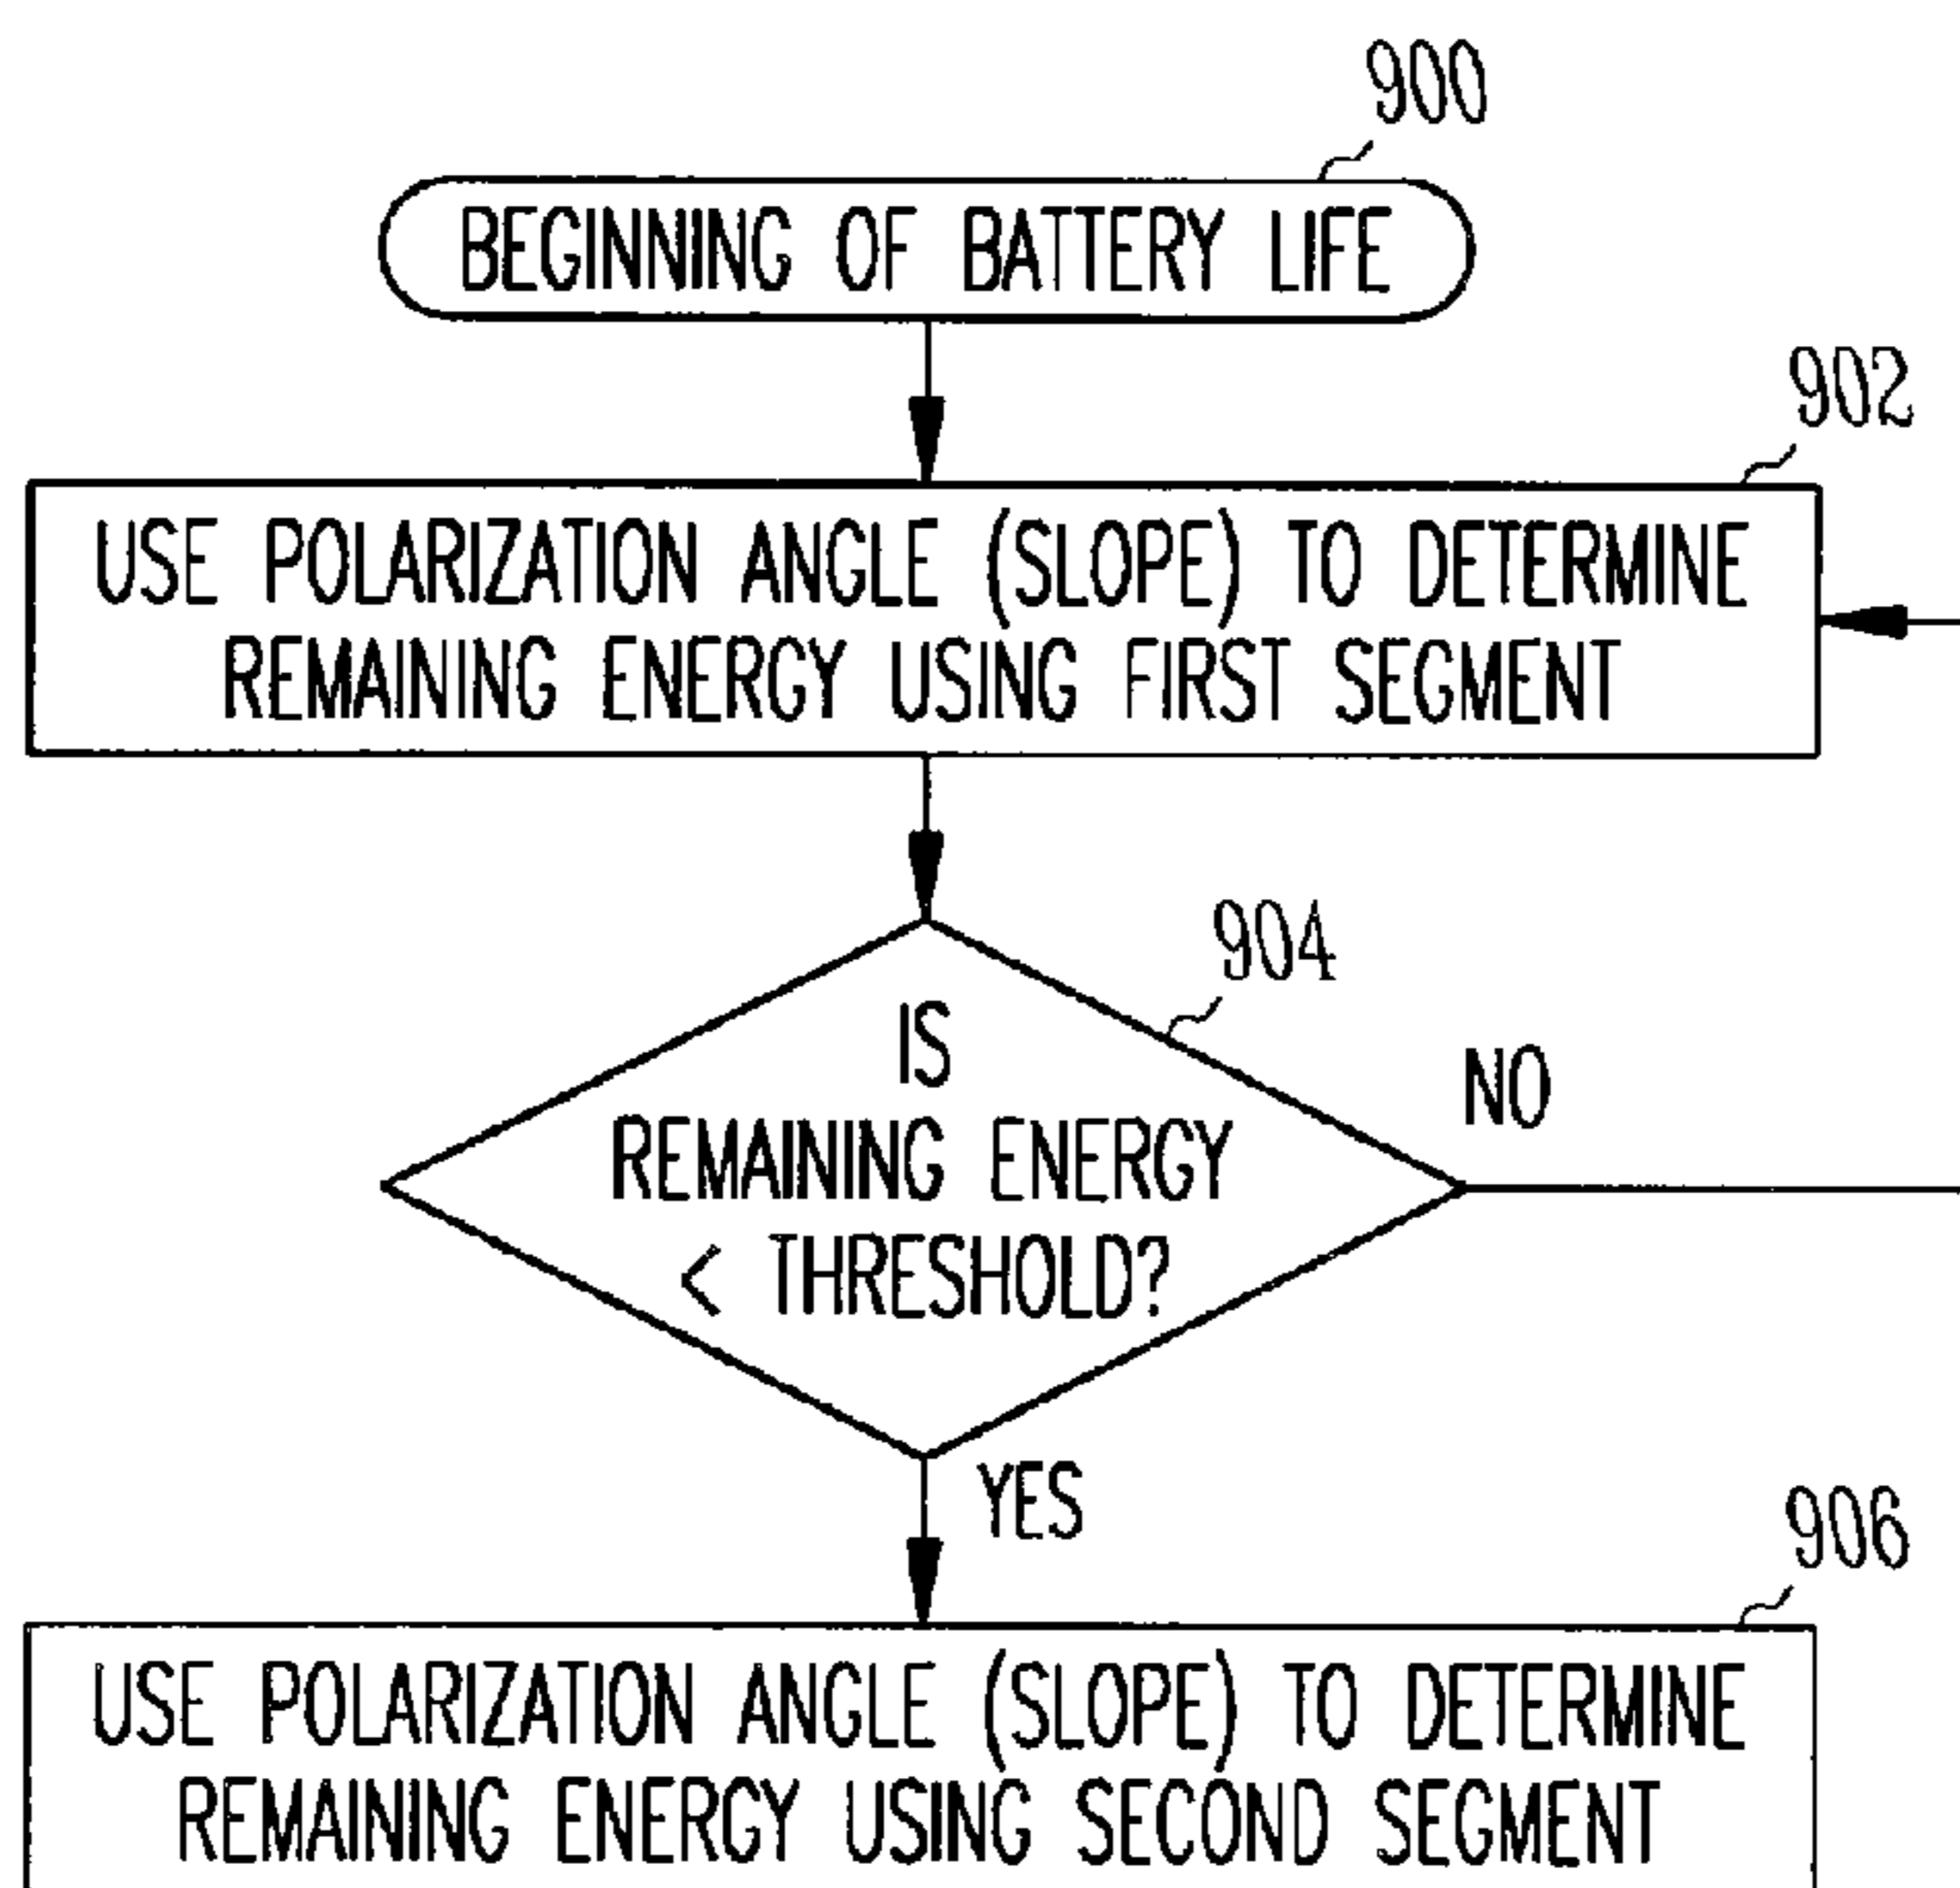 900
BEGINNING OF BATTERY LIFE
902
USE POLARIZATION ANGLE (SLOPE) TO DETERMINE
REMAINING ENERGY USING FIRST SEGMENT
904
IS
REMAINING ENERGY
< THRESHOLD?
NO
YES
906
USE POLARIZATION ANGLE (SLOPE) TO DETERMINE
REMAINING ENERGY USING SECOND SEGMENT